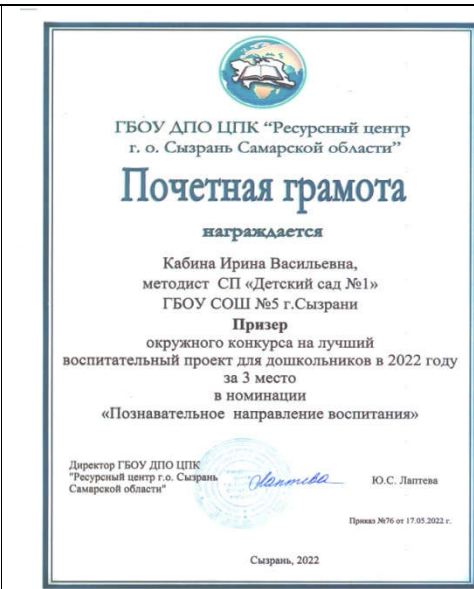 ГБОУ ДПО ЦПК "Ресурсный центр
г. о. Сызрань Самарской области"
Почетная грамота
награждается
Кабина Ирина Васильевна,
методист СП «Детский сад №1»
ГБОУ СОШ №5 г.Сызрани
Призер
окружного конкурса на лучший
воспитательный проект для дошкольников в 2022 году
за 3 место
в номинации
«Познавательное направление воспитания»
Директор ГБОУ ДПО ЦПК
"Ресурсный центр г.о. Сызрань
Самарской области"
Лаптева
Ю.С. Лаптева
Приказ №76 от 17.05.2022 г.
Сызрань, 2022